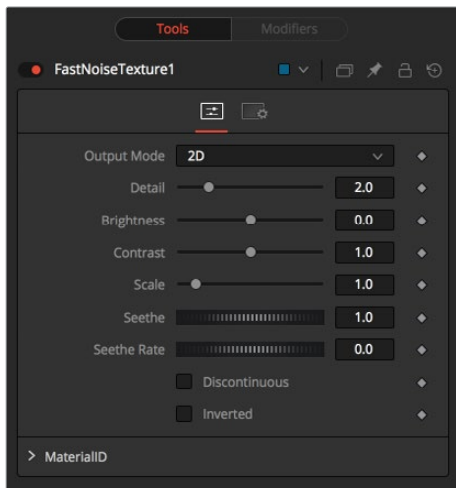 Tools Modifiers
FastNoiseTexture1
Output Mode 2D
Detail 2.0
Brightness 0.0
Contrast 1.0
Scale 1.0
Seethe 1.0
Seethe Rate 0.0
Discontinuous
Inverted
MaterialID